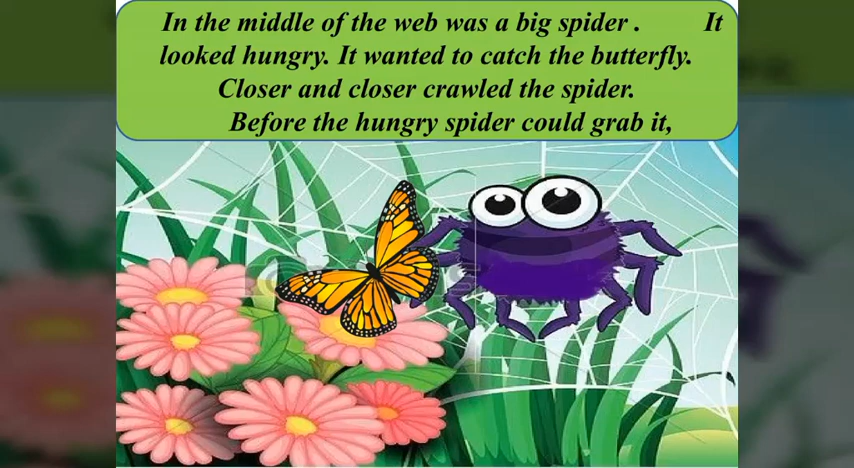 In the middle of the web was a big spider . It
looked hungry. It wanted to catch the butterfly.
Closer and closer crawled the spider.
Before the hungry spider could grab it,